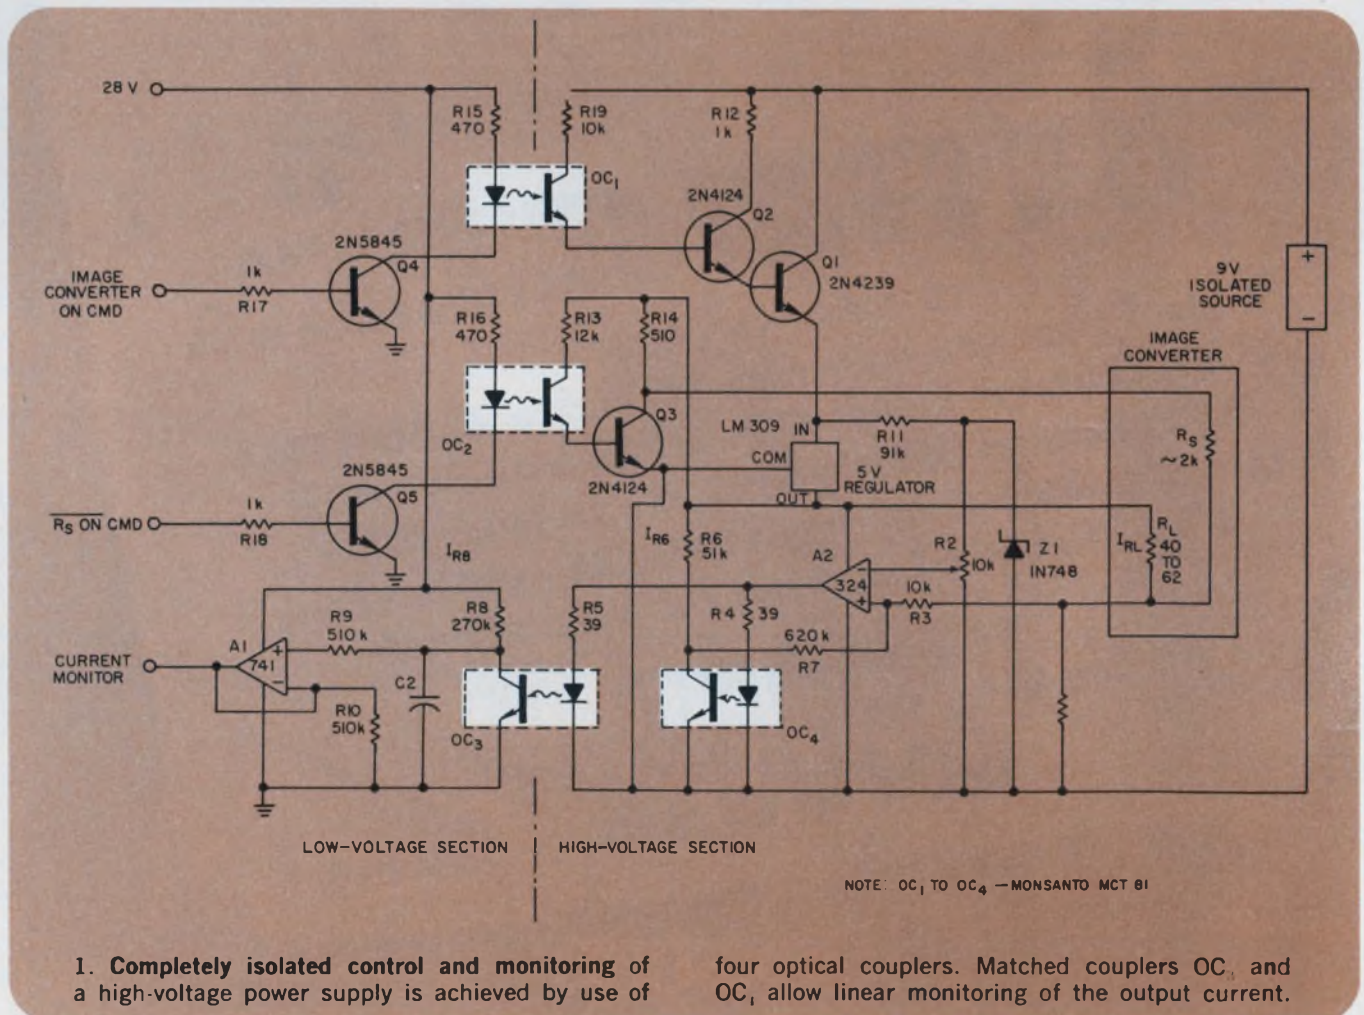 28 V
R15
470
R19
10k
R12
1k
OC1
2N4124
Q2
2N5845
Q4
Q1
2N4239
IMAGE
CONVERTER
ON CMD
1k
R17
9V
ISOLATED
SOURCE
+
−
R16
470
R13
12k
R14
510
IMAGE
CONVERTER
OC2
Q3
2N4124
LM 309
IN
COM
OUT
5V
REGULATOR
R11
91k
RS
~2k
2N5845
Q5
RS ON CMD
1k
R18
IR8
IR6
R6
51k
A2
324
−
+
R2
10k
Z1
1N748
IRL
RL
40
TO
62
R9
510k
R8
270k
R5
39
R4
39
10k
R3
620k
R7
CURRENT
MONITOR
A1
741
+
−
C2
R10
510k
OC3
OC4
LOW-VOLTAGE SECTION
HIGH-VOLTAGE SECTION
NOTE: OC1 TO OC4 — MONSANTO MCT 81
1. Completely isolated control and monitoring of
a high-voltage power supply is achieved by use of
four optical couplers. Matched couplers OC and
OC allow linear monitoring of the output current.